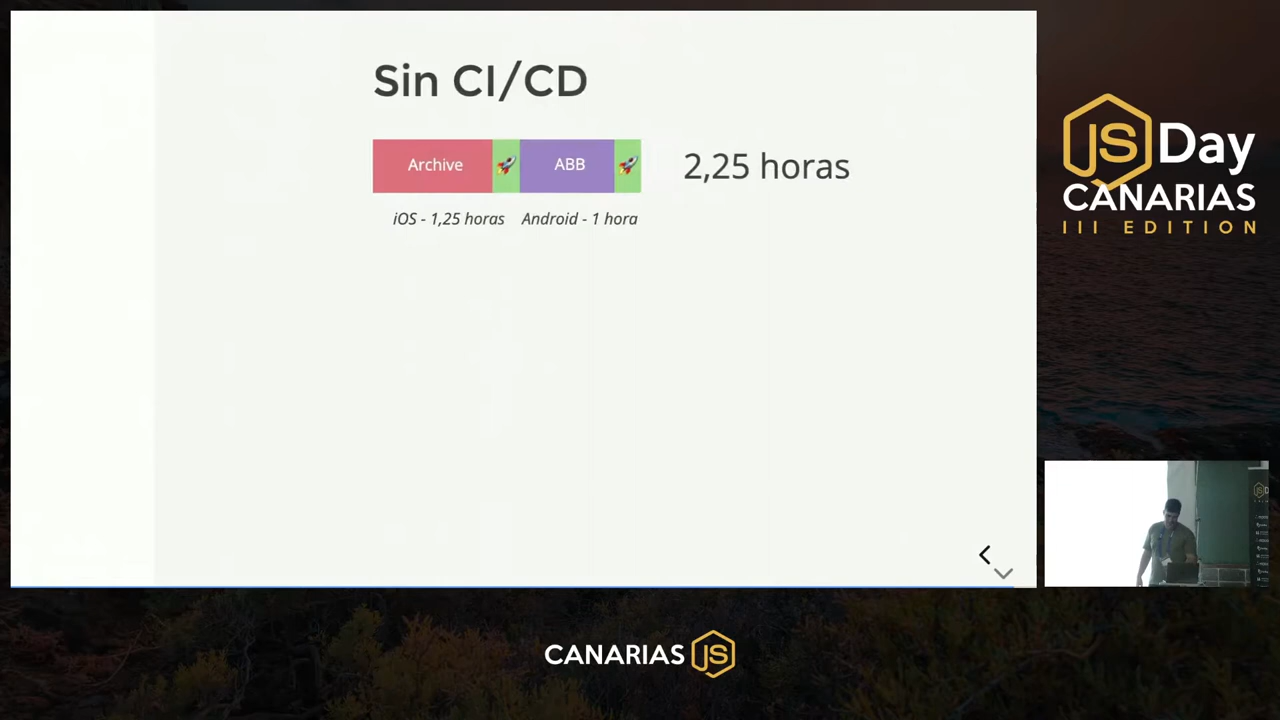 Sin CI/CD
Archive 🚀 ABB 🚀
2,25 horas
iOS - 1,25 horas Android - 1 hora
JS Day
CANARIAS
III EDITION
CANARIAS JS